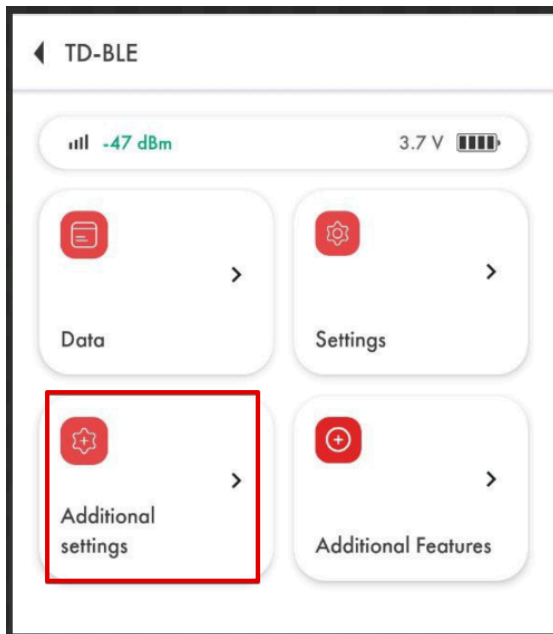 TD-BLE
-47 dBm
3.7 V
Data
Settings
Additional
settings
Additional Features